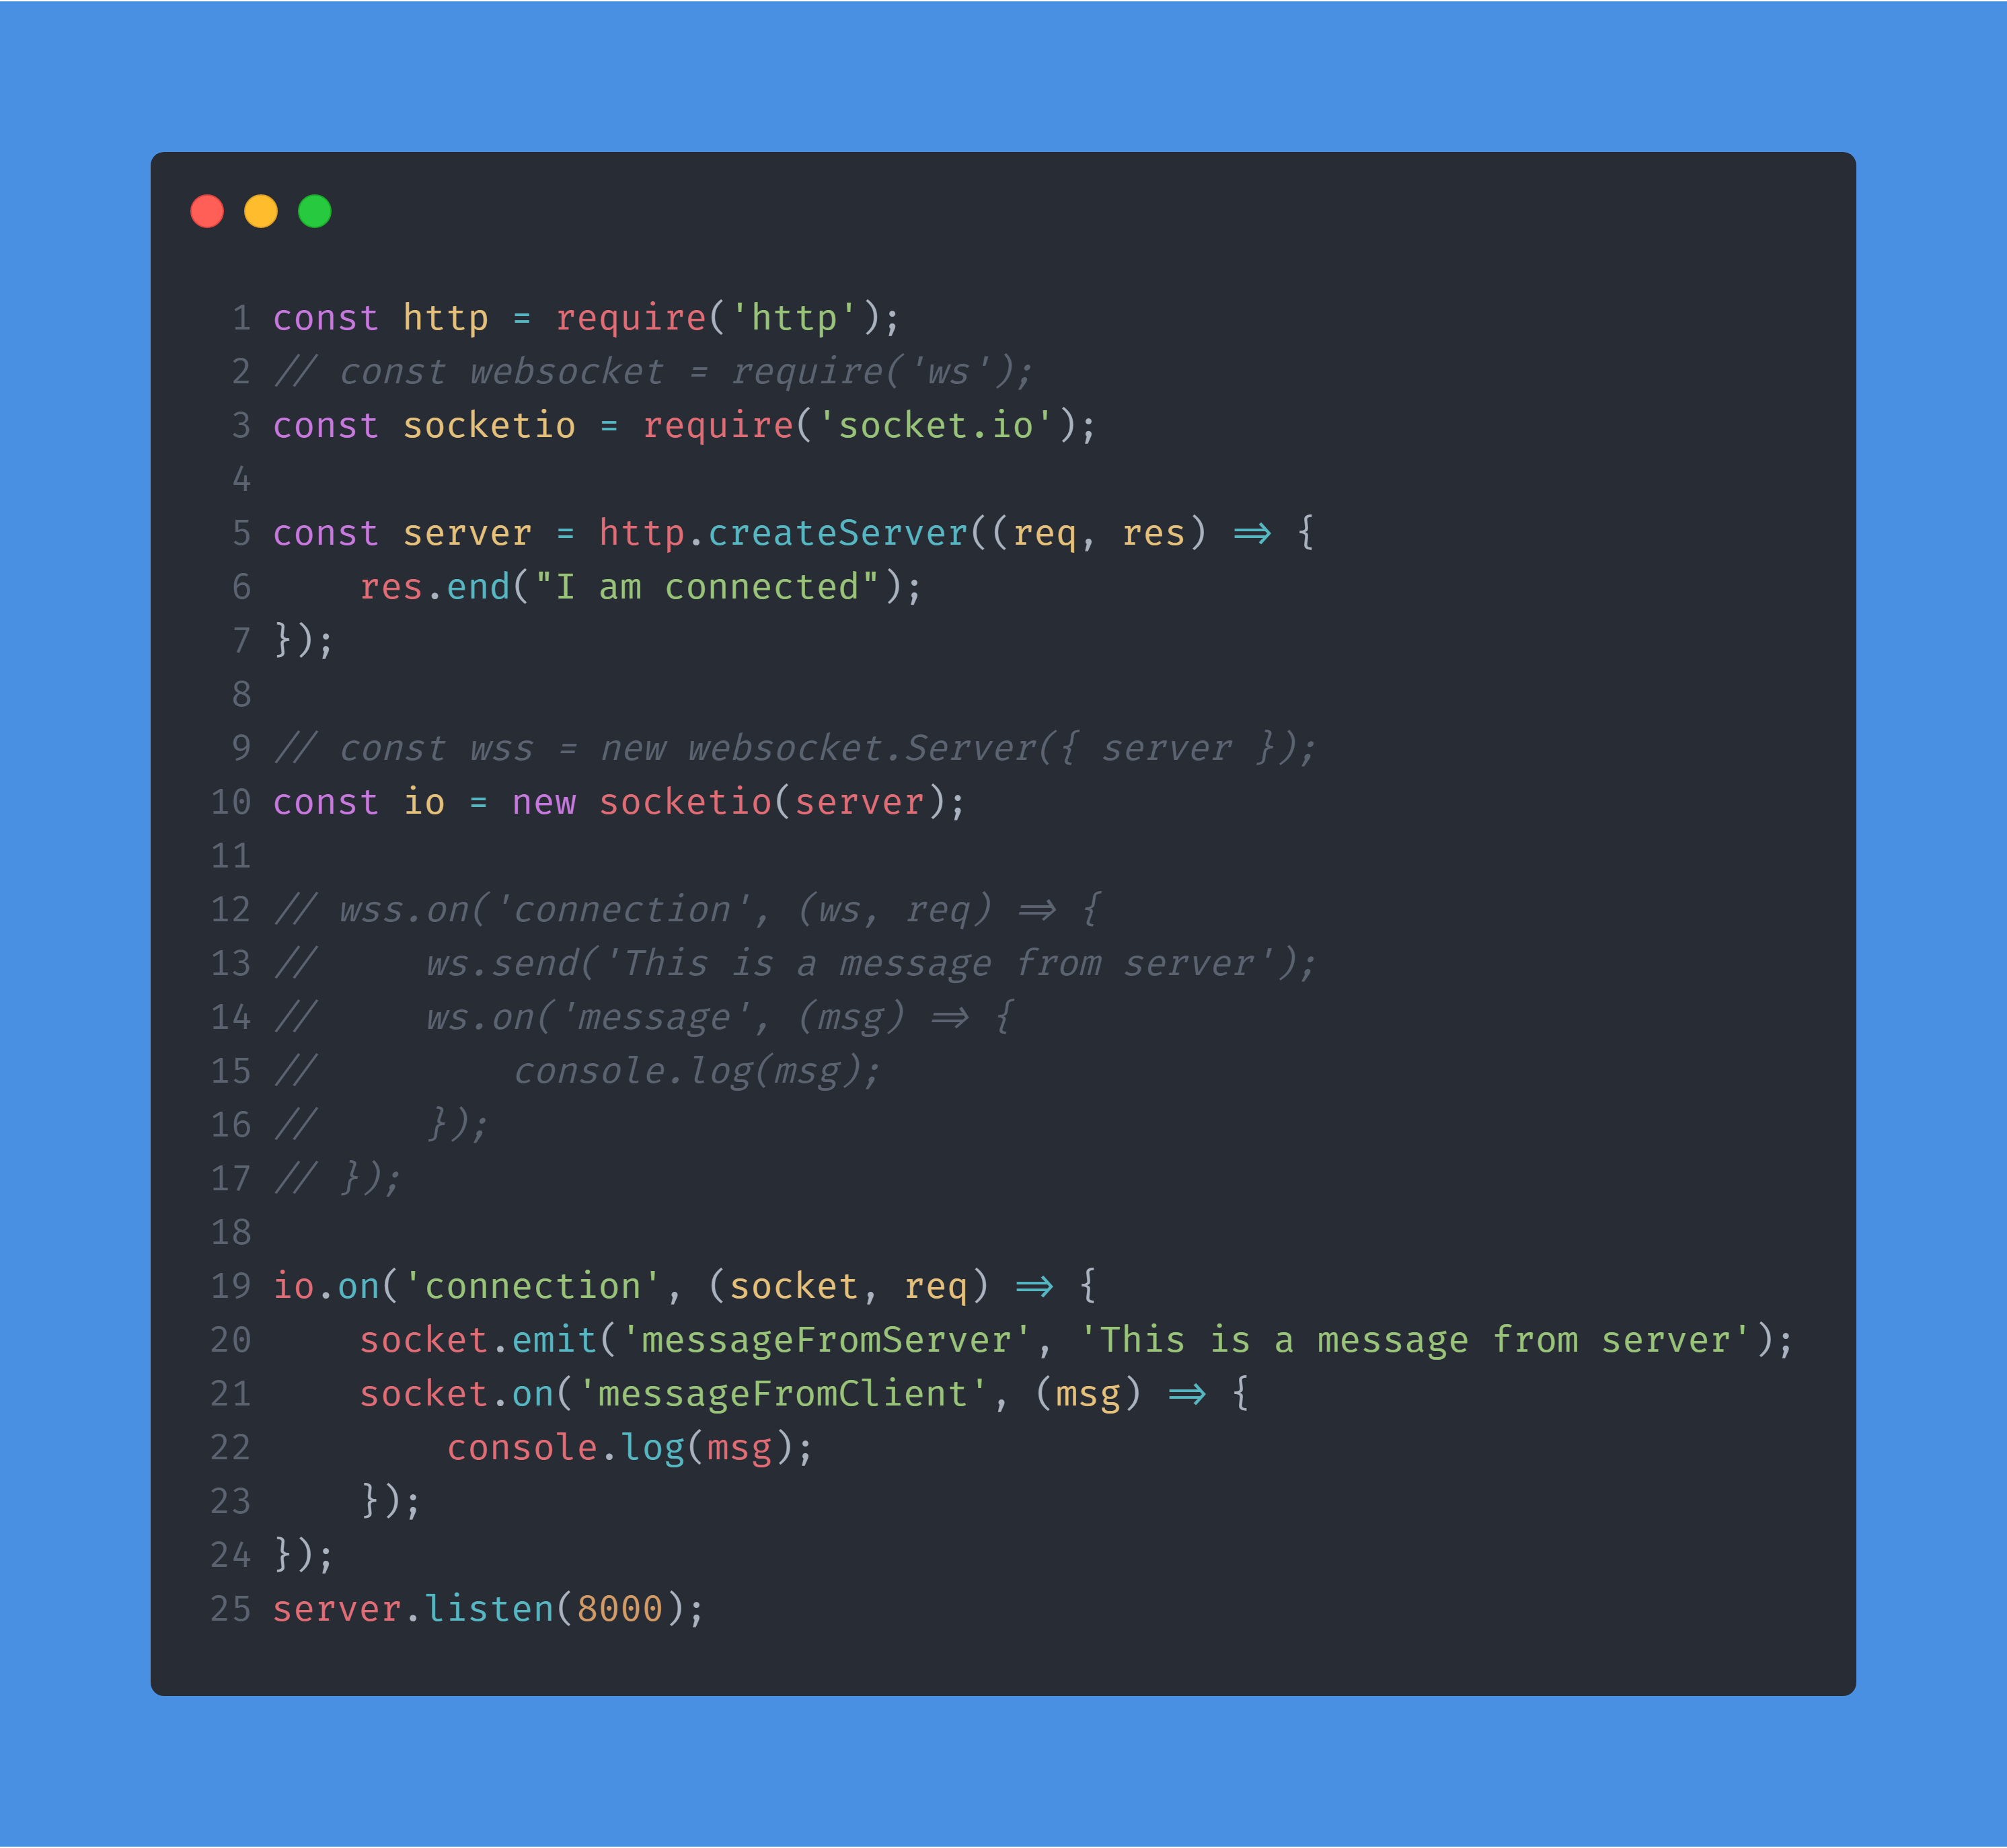 1 const http = require('http');
2 // const websocket = require('ws');
3 const socketio = require('socket.io');
4
5 const server = http.createServer((req, res) => {
6     res.end("I am connected");
7 });
8
9 // const wss = new websocket.Server({ server });
10 const io = new socketio(server);
11
12 // wss.on('connection', (ws, req) => {
13 //     ws.send('This is a message from server');
14 //     ws.on('message', (msg) => {
15 //         console.log(msg);
16 //     });
17 // });
18
19 io.on('connection', (socket, req) => {
20     socket.emit('messageFromServer', 'This is a message from server');
21     socket.on('messageFromClient', (msg) => {
22         console.log(msg);
23     });
24 });
25 server.listen(8000);